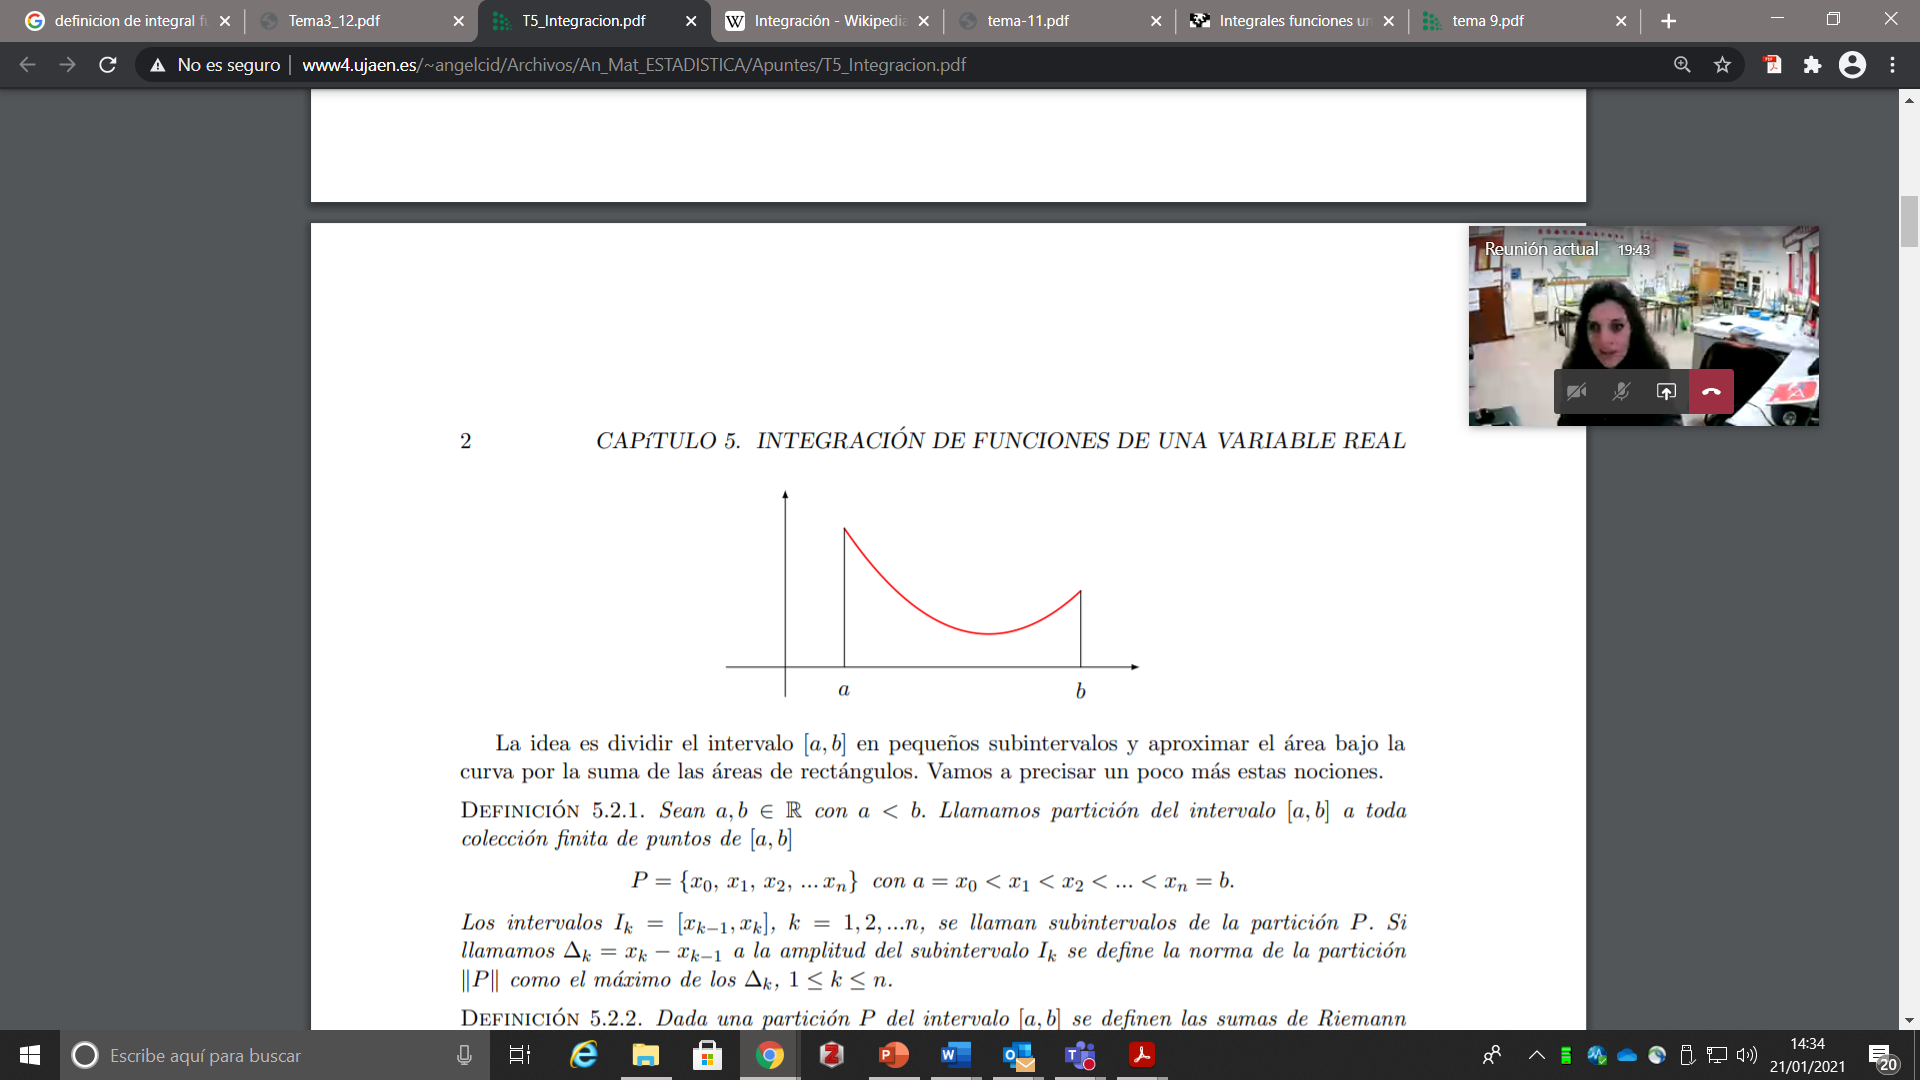 definicion de integral f
Tema3_12.pdf
T5_Integracion.pdf
Integración - Wikipedia
tema-11.pdf
Integrales funciones un
tema 9.pdf
No es seguro | www4.ujaen.es/~angelcid/Archivos/An_Mat_ESTADISTICA/Apuntes/T5_Integracion.pdf
Reunión actual 19:43
2 CAPíTULO 5. INTEGRACIÓN DE FUNCIONES DE UNA VARIABLE REAL
a b
La idea es dividir el intervalo [a, b] en pequeños subintervalos y aproximar el área bajo la
curva por la suma de las áreas de rectángulos. Vamos a precisar un poco más estas nociones.
DEFINICIÓN 5.2.1. Sean a, b ∈ ℝ con a < b. Llamamos partición del intervalo [a, b] a toda
colección finita de puntos de [a, b]
P = {x₀, x₁, x₂, ... xₙ} con a = x₀ < x₁ < x₂ < ... < xₙ = b.
Los intervalos Iₖ = [xₖ₋₁, xₖ], k = 1, 2, ...n, se llaman subintervalos de la partición P. Si
llamamos Δₖ = xₖ − xₖ₋₁ a la amplitud del subintervalo Iₖ se define la norma de la partición
‖P‖ como el máximo de los Δₖ, 1 ≤ k ≤ n.
DEFINICIÓN 5.2.2. Dada una partición P del intervalo [a, b] se definen las sumas de Riemann
Escribe aquí para buscar
14:34
21/01/2021
20